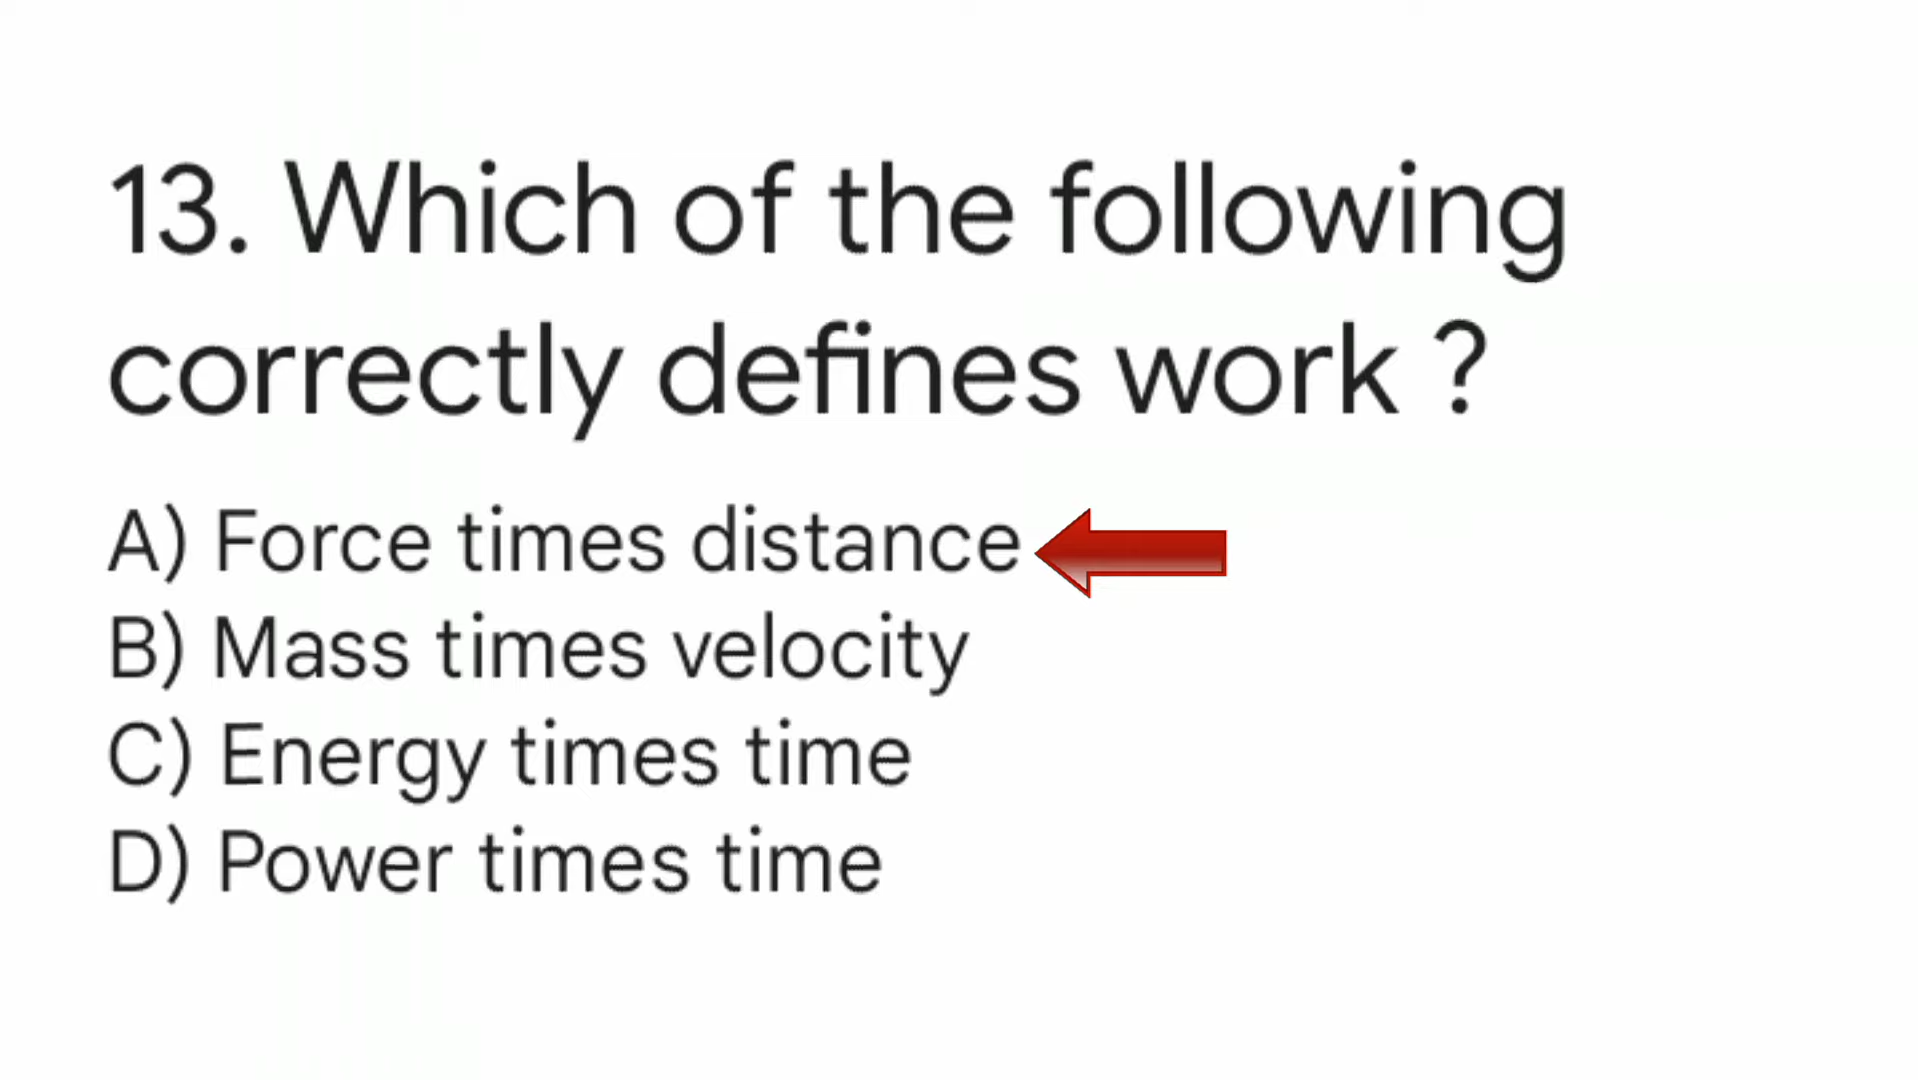 13. Which of the following
correctly defines work ?
A) Force times distance
B) Mass times velocity
C) Energy times time
D) Power times time